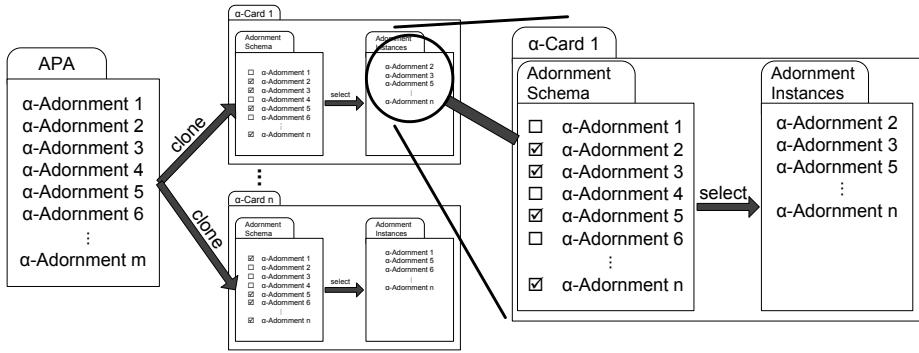 APA
α-Adornment 1
α-Adornment 2
α-Adornment 3
α-Adornment 4
α-Adornment 5
α-Adornment 6
⋮
α-Adornment m
clone
clone
α-Card 1
Adornment
Schema
☐ α-Adornment 1
☑ α-Adornment 2
☑ α-Adornment 3
☐ α-Adornment 4
☑ α-Adornment 5
☐ α-Adornment 6
⋮
☑ α-Adornment n
select
Adornment
Instances
α-Adornment 2
α-Adornment 3
α-Adornment 5
⋮
α-Adornment n
⋮
α-Card n
Adornment
Schema
☑ α-Adornment 1
☐ α-Adornment 2
☐ α-Adornment 3
☐ α-Adornment 4
☑ α-Adornment 5
☑ α-Adornment 6
⋮
☑ α-Adornment n
select
Adornment
Instances
α-Adornment 1
α-Adornment 5
α-Adornment 6
⋮
α-Adornment n
α-Card 1
Adornment
Schema
☐ α-Adornment 1
☑ α-Adornment 2
☑ α-Adornment 3
☐ α-Adornment 4
☑ α-Adornment 5
☐ α-Adornment 6
⋮
☑ α-Adornment n
select
Adornment
Instances
α-Adornment 2
α-Adornment 3
α-Adornment 5
⋮
α-Adornment n